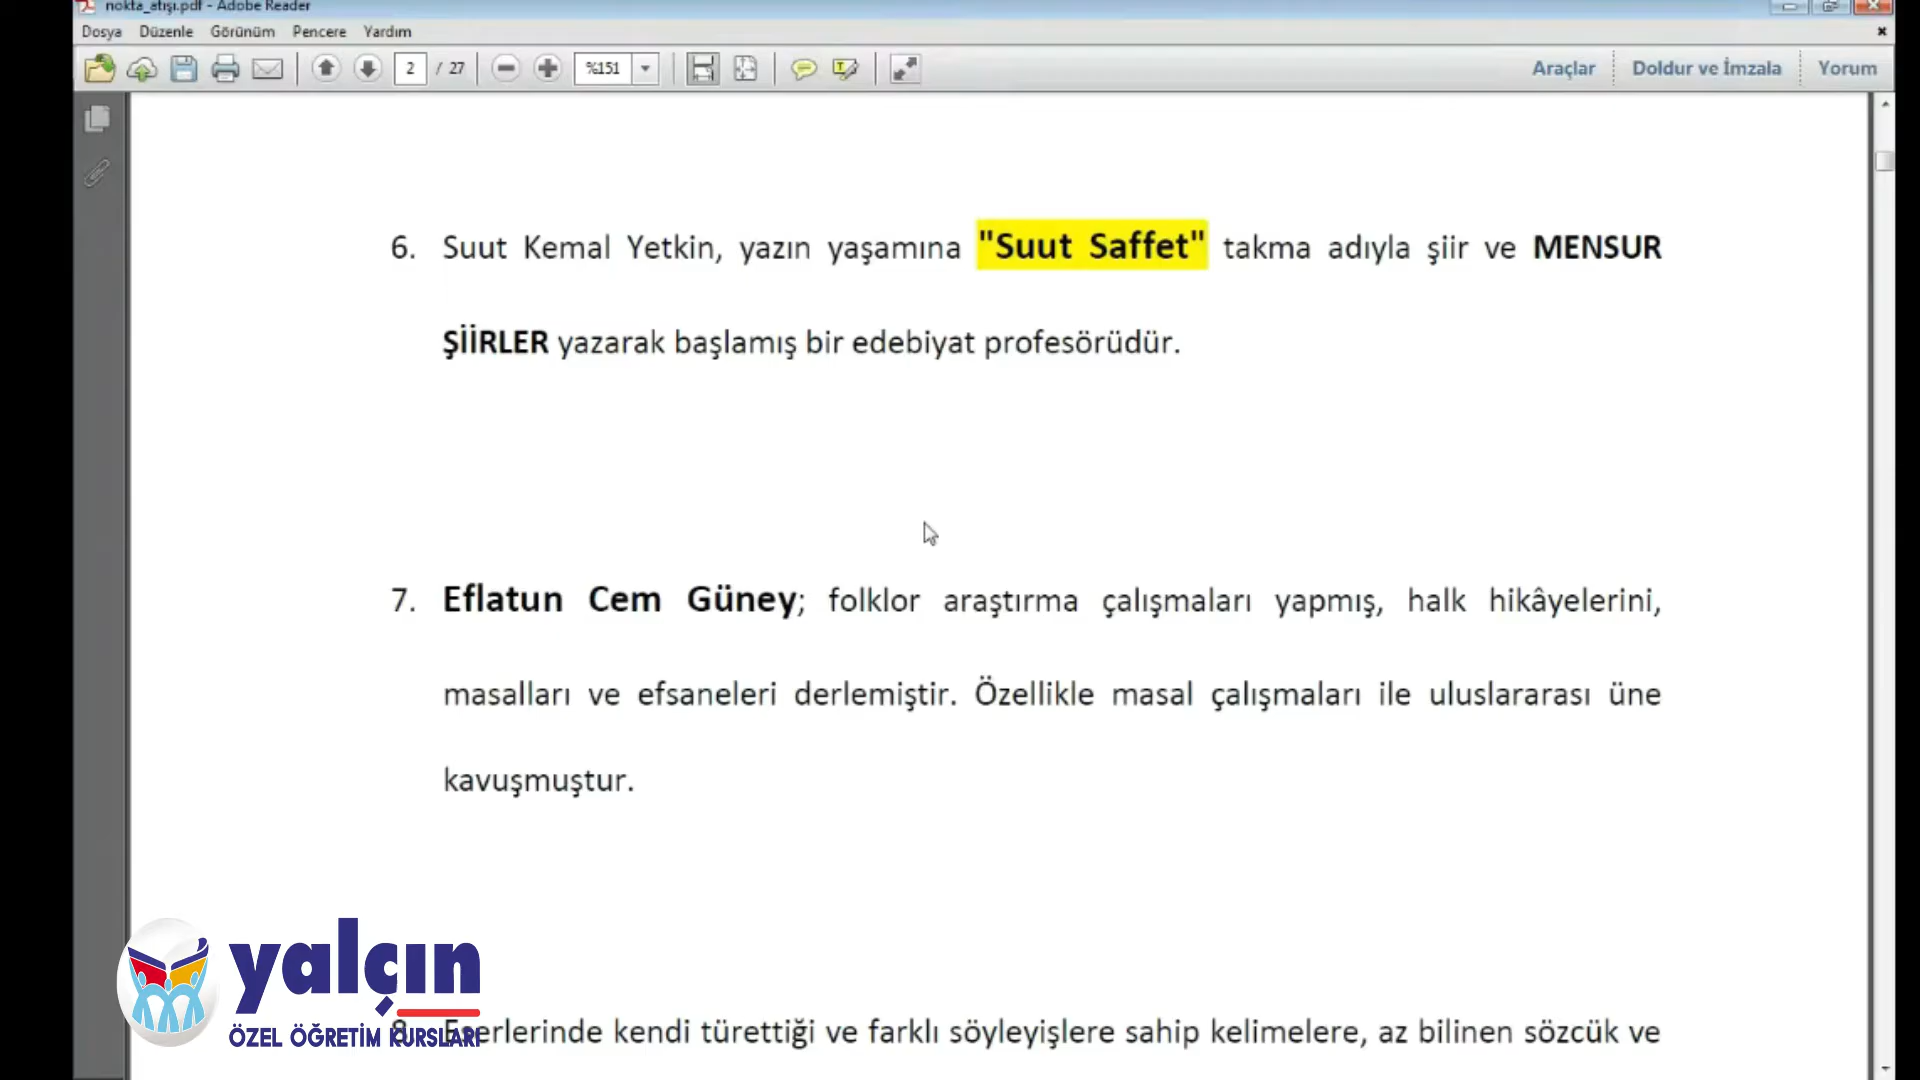 nokta_atışı.pdf - Adobe Reader
Dosya Düzenle Görünüm Pencere Yardım
2 / 27 %151 Araçlar Doldur ve İmzala Yorum
6. Suut Kemal Yetkin, yazın yaşamına "Suut Saffet" takma adıyla şiir ve MENSUR
ŞİİRLER yazarak başlamış bir edebiyat profesörüdür.
7. Eflatun Cem Güney; folklor araştırma çalışmaları yapmış, halk hikâyelerini,
masalları ve efsaneleri derlemiştir. Özellikle masal çalışmaları ile uluslararası üne
kavuşmuştur.
yalçın
ÖZEL ÖĞRETİM KURSLARI
8. Eserlerinde kendi türettiği ve farklı söyleyişlere sahip kelimelere, az bilinen sözcük ve